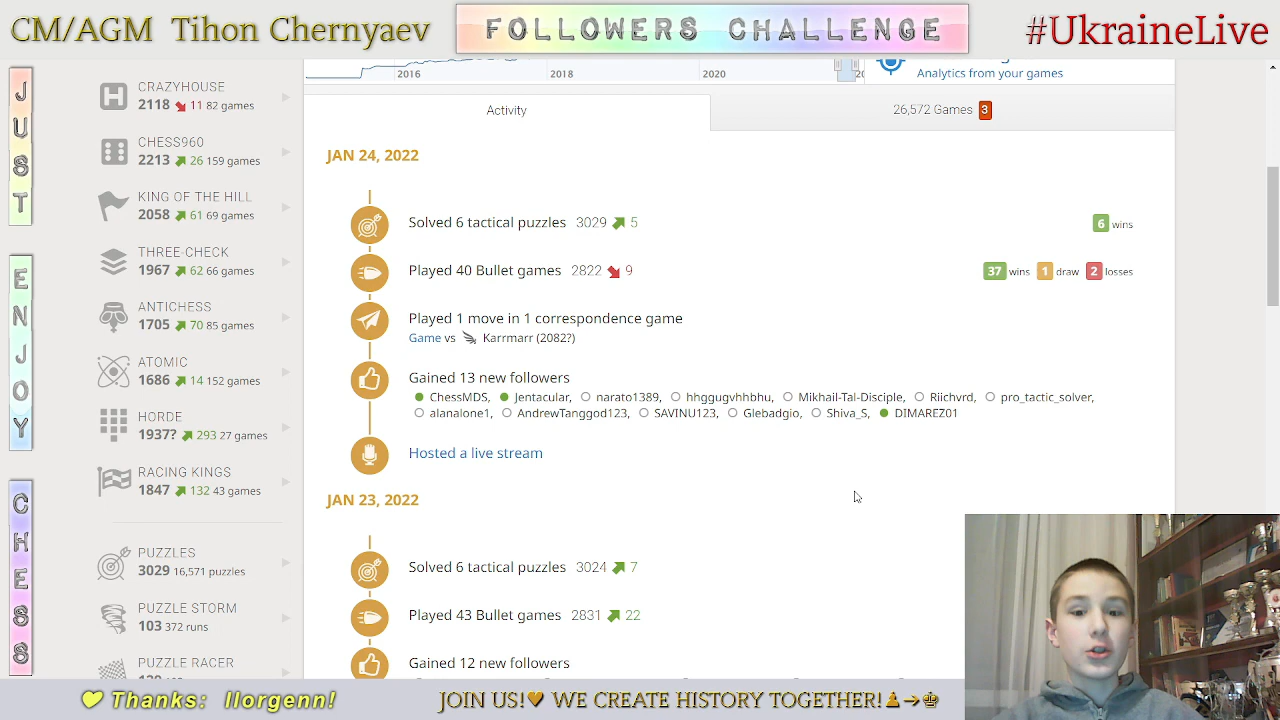 CM/AGM Tihon Chernyaev
FOLLOWERS CHALLENGE
#UkraineLive
JUST
ENJOY
CHESS
CRAZYHOUSE
2118 11 82 games
CHESS960
2213 26 159 games
KING OF THE HILL
2058 61 69 games
THREE-CHECK
1967 62 66 games
ANTICHESS
1705 70 85 games
ATOMIC
1686 14 152 games
HORDE
1937? 293 27 games
RACING KINGS
1847 132 43 games
PUZZLES
3029 16,571 puzzles
PUZZLE STORM
103 372 runs
PUZZLE RACER
2016 2018 2020
Analytics from your games
Activity
26,572 Games 3
JAN 24, 2022
Solved 6 tactical puzzles 3029 5
6 wins
Played 40 Bullet games 2822 9
37 wins 1 draw 2 losses
Played 1 move in 1 correspondence game
Game vs Karrmarr (2082?)
Gained 13 new followers
ChessMDS, Jentacular, narato1389, hhggugvhhbhu, Mikhail-Tal-Disciple, Riichvrd, pro_tactic_solver,
alanalone1, AndrewTanggod123, SAVINU123, Glebadgio, Shiva_S, DIMAREZ01
Hosted a live stream
JAN 23, 2022
Solved 6 tactical puzzles 3024 7
Played 43 Bullet games 2831 22
Gained 12 new followers
Thanks: llorgenn!
JOIN US! WE CREATE HISTORY TOGETHER!